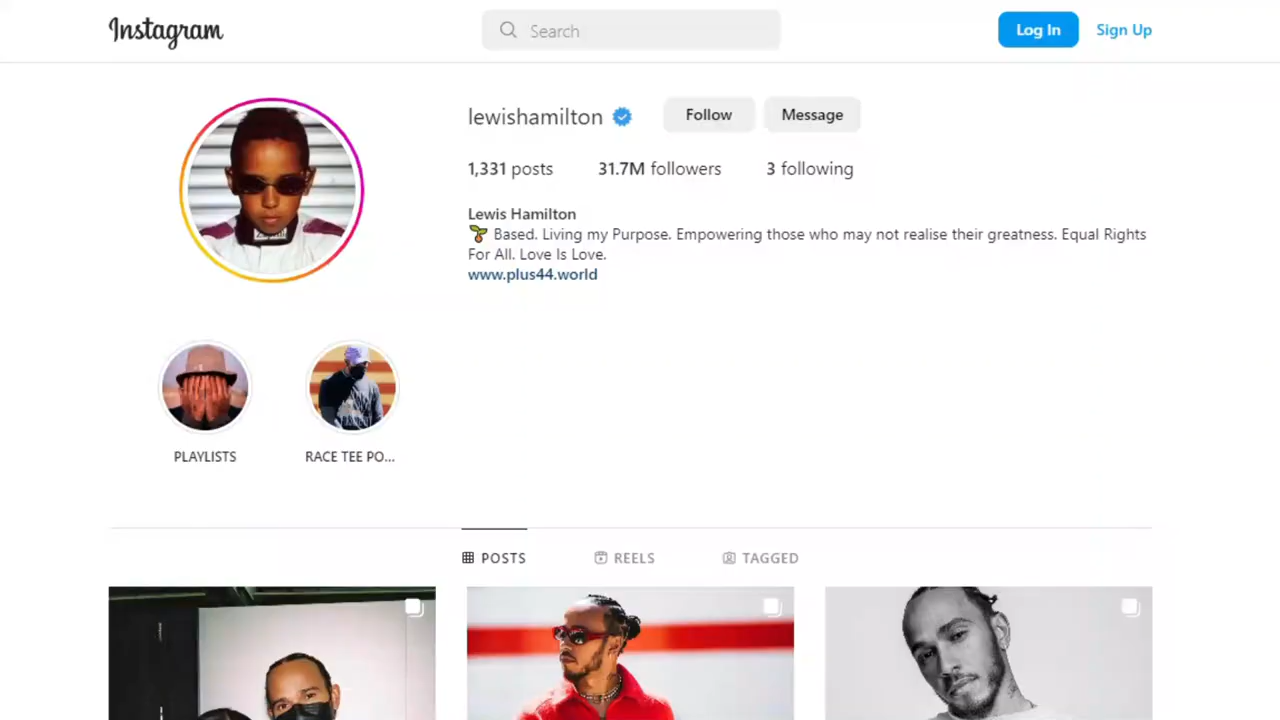 Instagram
Search
Log In
Sign Up
lewishamilton
Follow
Message
1,331 posts
31.7M followers
3 following
Lewis Hamilton
🌱 Based. Living my Purpose. Empowering those who may not realise their greatness. Equal Rights
For All. Love Is Love.
www.plus44.world
PLAYLISTS
RACE TEE PO...
POSTS
REELS
TAGGED